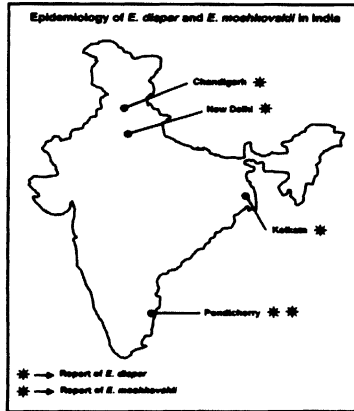 Epidemiology of E. dispar and E. moshkovskii in India
Chandigarh
New Delhi
Kolkata
Pondicherry
Report of E. dispar
Report of E. moshkovskii